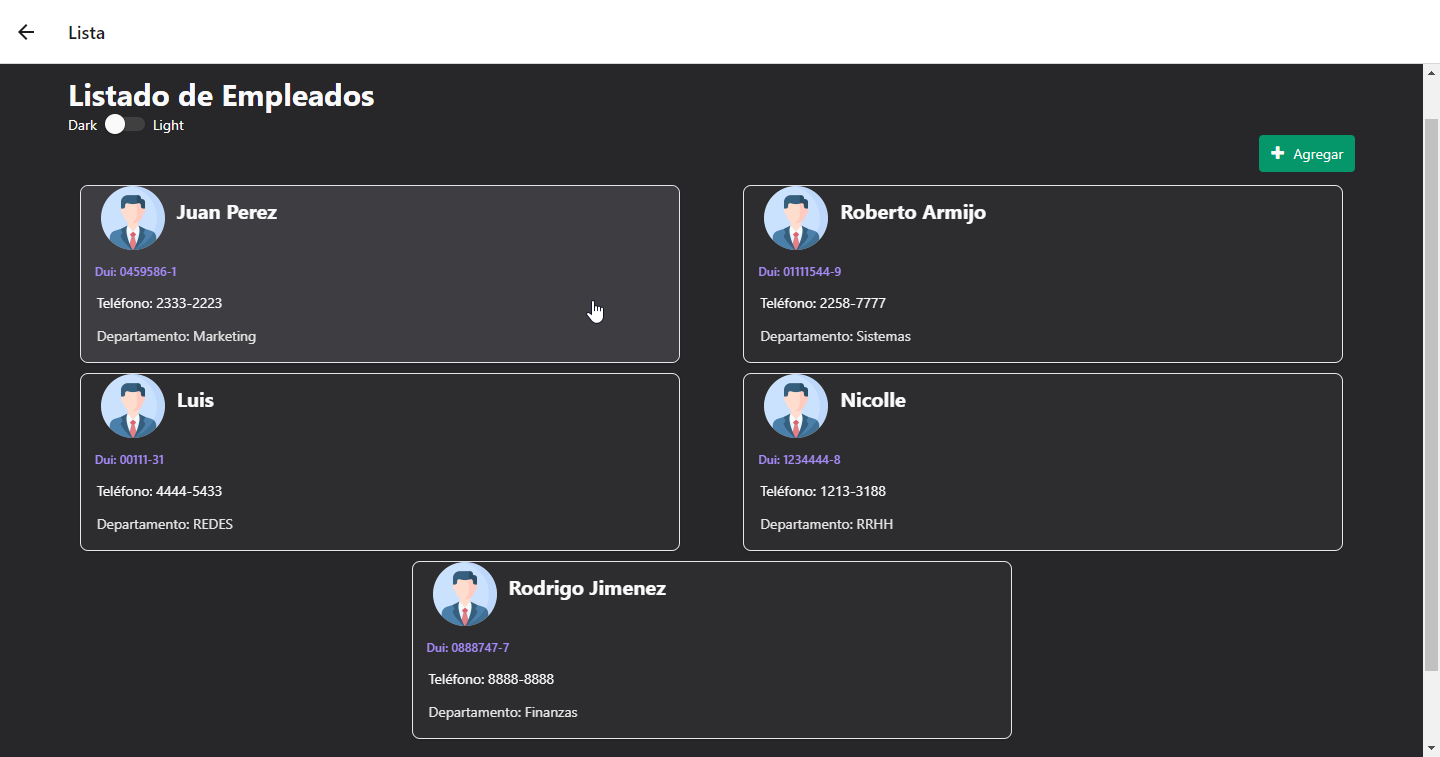 Lista
Listado de Empleados
Dark Light
Agregar
Juan Perez
Dui: 0459586-1
Teléfono: 2333-2223
Departamento: Marketing
Roberto Armijo
Dui: 01111544-9
Teléfono: 2258-7777
Departamento: Sistemas
Luis
Dui: 00111-31
Teléfono: 4444-5433
Departamento: REDES
Nicolle
Dui: 1234444-8
Teléfono: 1213-3188
Departamento: RRHH
Rodrigo Jimenez
Dui: 0888747-7
Teléfono: 8888-8888
Departamento: Finanzas